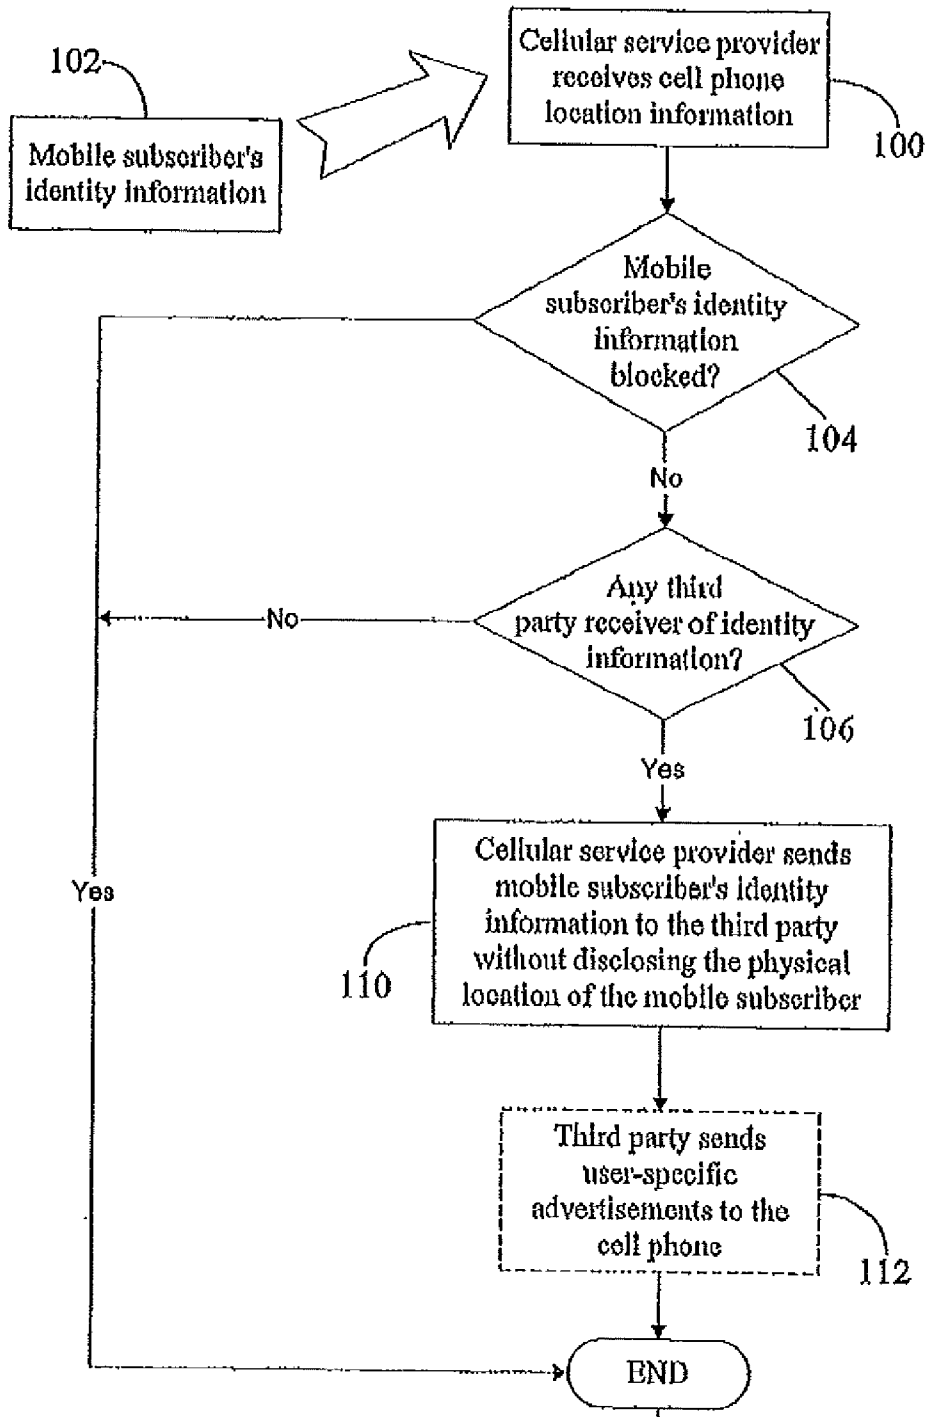 Cellular service provider
receives cell phone
location information
100
102
Mobile subscriber's
identity information
Mobile
subscriber's identity
information
blocked?
104
No
Any third
party receiver of identity
information?
106
No
Yes
Yes
Cellular service provider sends
mobile subscriber's identity
information to the third party
without disclosing the physical
location of the mobile subscriber
110
Third party sends
user-specific
advertisements to the
cell phone
112
END